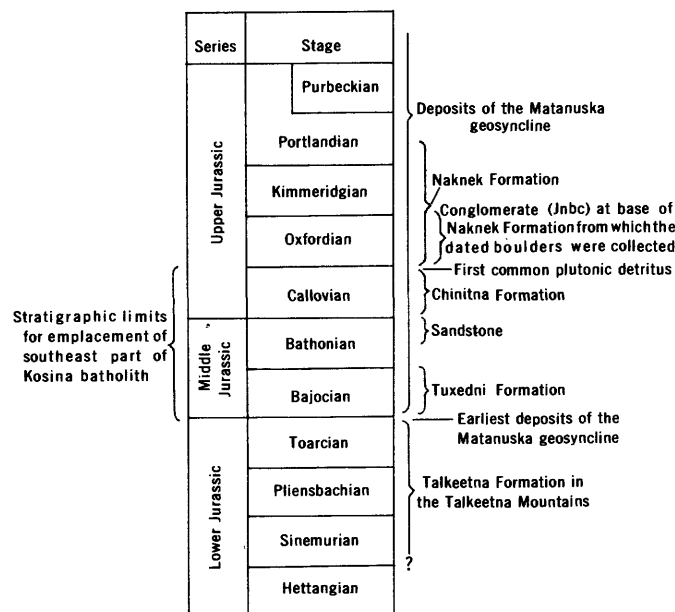 Series
Stage
Upper Jurassic
Purbeckian
Portlandian
Kimmeridgian
Oxfordian
Callovian
Middle
Jurassic
Bathonian
Bajocian
Lower Jurassic
Toarcian
Pliensbachian
Sinemurian
Hettangian
Stratigraphic limits
for emplacement of
southeast part of
Kosina batholith
Deposits of the Matanuska
geosyncline
Naknek Formation
Conglomerate (Jnbc) at base of
Naknek Formation from which the
dated boulders were collected
First common plutonic detritus
Chinitna Formation
Sandstone
Tuxedni Formation
Earliest deposits of the
Matanuska geosyncline
Talkeetna Formation in
the Talkeetna Mountains
?